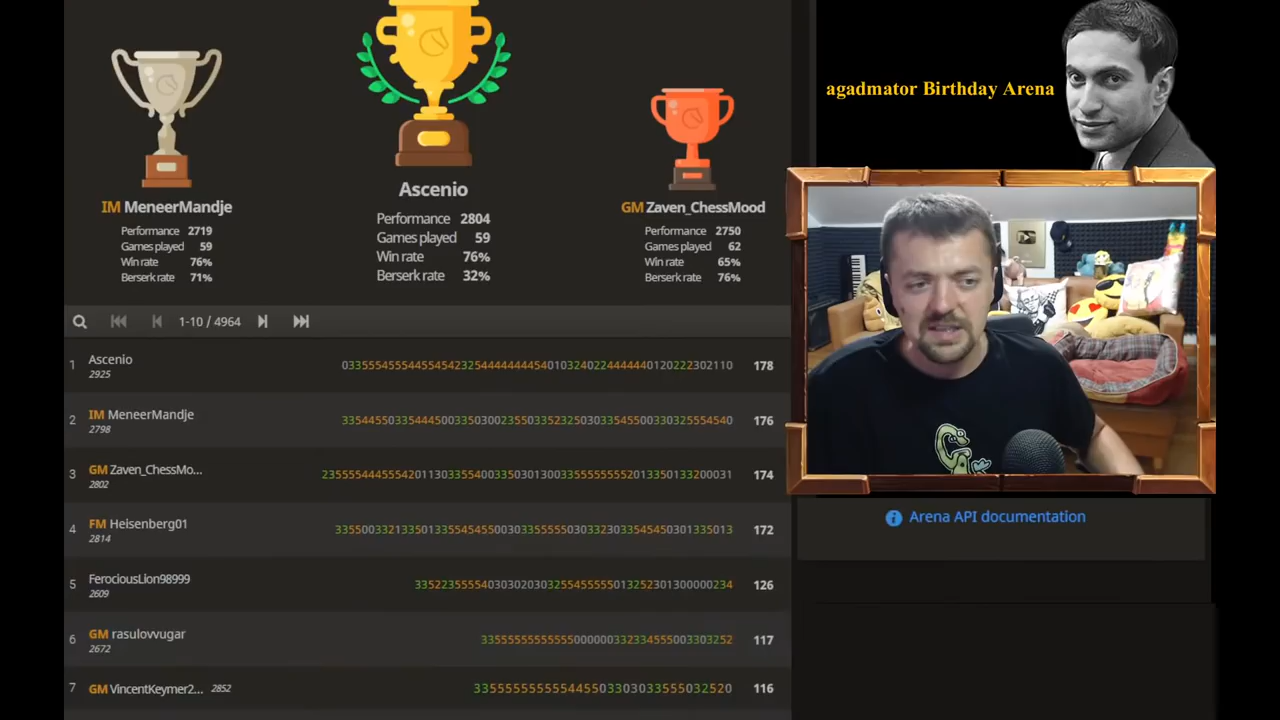 agadmator Birthday Arena
IM MeneerMandje
Performance 2719
Games played 59
Win rate 76%
Berserk rate 71%
Ascenio
Performance 2804
Games played 59
Win rate 76%
Berserk rate 32%
GM Zaven_ChessMood
Performance 2750
Games played 62
Win rate 65%
Berserk rate 76%
1-10 / 4964
1 Ascenio 178
2925
2 IM MeneerMandje 176
2798
3 GM Zaven_ChessMo... 174
2802
4 FM Heisenberg01 172
2814
5 FerociousLion98999 126
2609
6 GM rasulovvugar 117
2672
7 GM VincentKeymer2... 2852 116
Arena API documentation